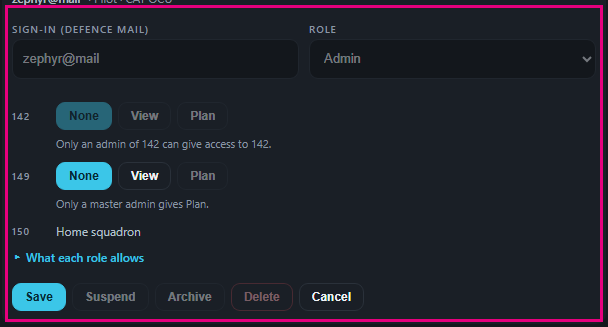 zephyr@mail · Pilot · CAT OCU
SIGN-IN (DEFENCE MAIL) ROLE
zephyr@mail Admin
142 None View Plan
Only an admin of 142 can give access to 142.
149 None View Plan
Only a master admin gives Plan.
150 Home squadron
What each role allows
Save Suspend Archive Delete Cancel